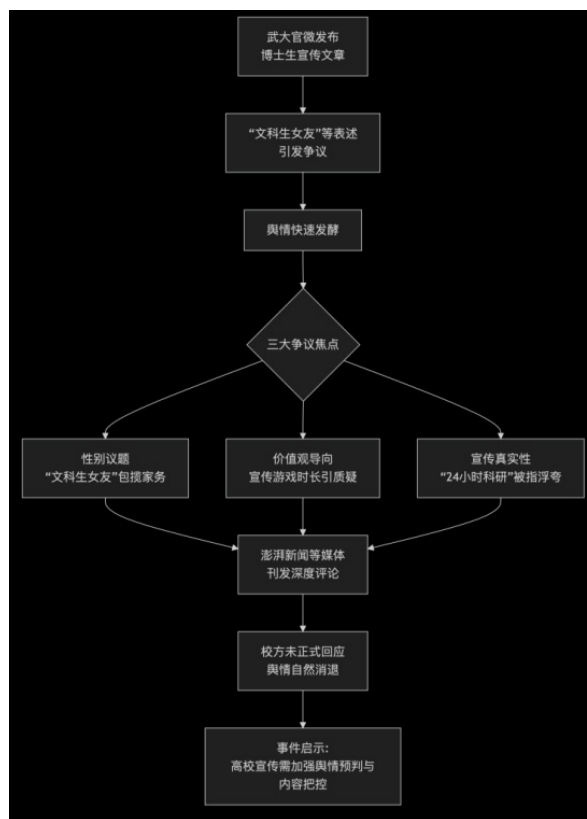 武大官微发布
博士生宣传文章
“文科生女友”等表述
引发争议
舆情快速发酵
三大争议焦点
性别议题
“文科生女友”包揽家务
价值观导向
宣传游戏时长引质疑
宣传真实性
“24小时科研”被指浮夸
澎湃新闻等媒体
刊发深度评论
校方未正式回应
舆情自然消退
事件启示:
高校宣传需加强舆情预判与
内容把控